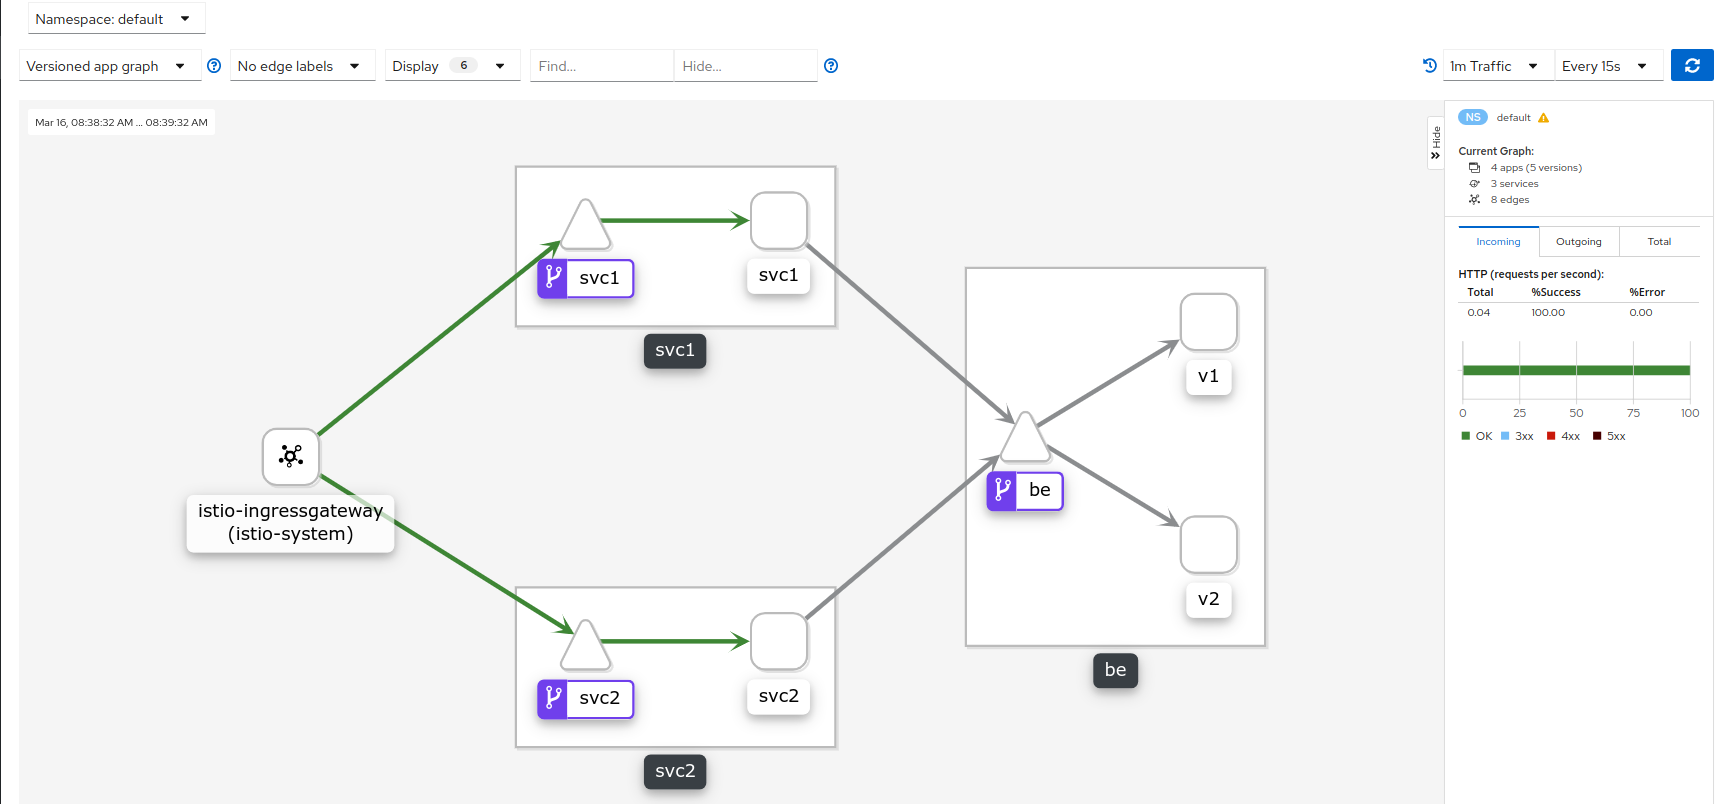 Namespace: default
Versioned app graph
No edge labels
Display 6
Find...
Hide...
1m Traffic
Every 15s
Mar 16, 08:38:32 AM ... 08:39:32 AM
svc1
svc1
svc1
istio-ingressgateway
(istio-system)
svc2
svc2
svc2
be
v1
v2
be
Hide
NS default
Current Graph:
4 apps (5 versions)
3 services
8 edges
Incoming Outgoing Total
HTTP (requests per second):
Total %Success %Error
0.04 100.00 0.00
0 25 50 75 100
OK 3xx 4xx 5xx